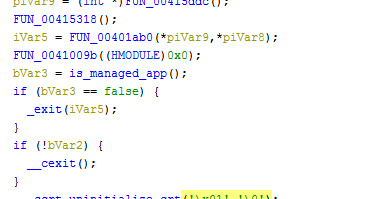 piVar9 = (int *)FUN_00415ddc();
FUN_00415318();
iVar5 = FUN_00401ab0(*piVar9,*piVar8);
FUN_0041009b((HMODULE)0x0);
bVar3 = is_managed_app();
if (bVar3 == false) {
_exit(iVar5);
}
if (!bVar2) {
__cexit();
}
__scrt_uninitialize_crt('\x01','\0');